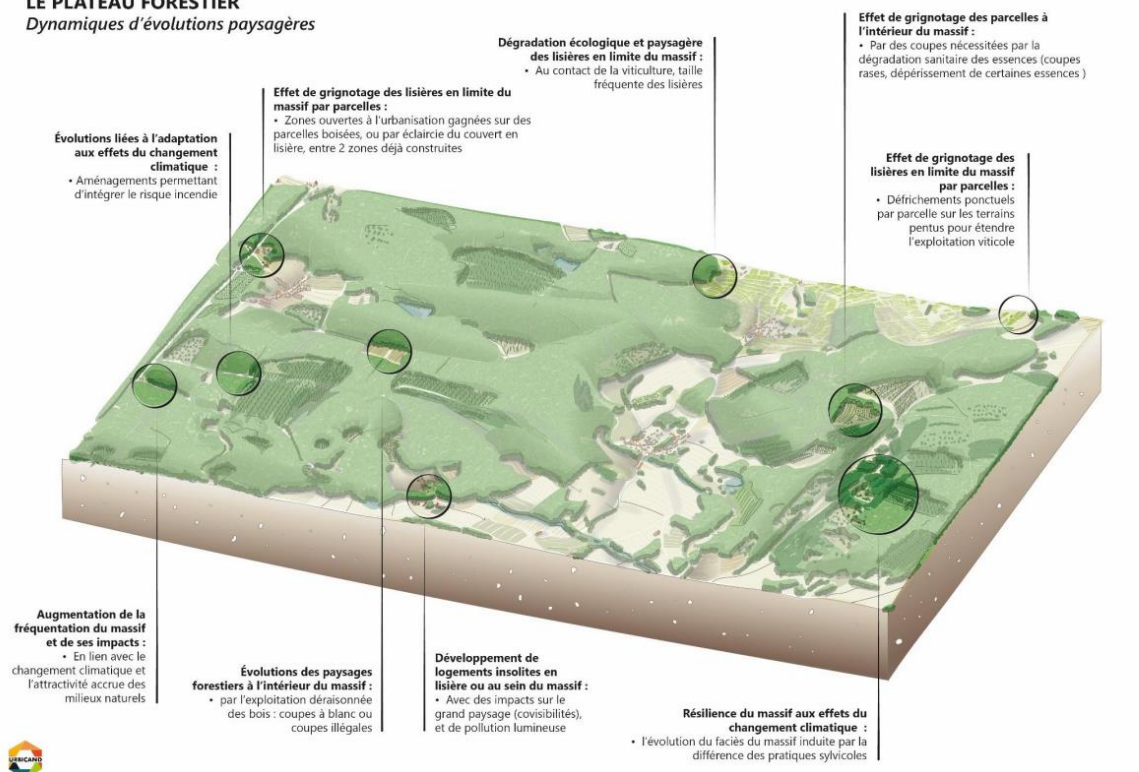 LE PLATEAU FORESTIER
Dynamiques d'évolutions paysagères
Évolutions liées à l'adaptation
aux effets du changement
climatique :
• Aménagements permettant
d'intégrer le risque incendie
Effet de grignotage des lisières en limite du
massif par parcelles :
• Zones ouvertes à l'urbanisation gagnées sur des
parcelles boisées, ou par éclaircie du couvert en
lisière, entre 2 zones déjà construites
Dégradation écologique et paysagère
des lisières en limite du massif :
• Au contact de la viticulture, taille
fréquente des lisières
Effet de grignotage des parcelles à
l'intérieur du massif :
• Par des coupes nécessitées par la
dégradation sanitaire des essences (coupes
rases, dépérissement de certaines essences )
Effet de grignotage des
lisières en limite du massif
par parcelles :
• Défrichements ponctuels
par parcelle sur les terrains
pentus pour étendre
l'exploitation viticole
Augmentation de la
fréquentation du massif
et de ses impacts :
• En lien avec le
changement climatique et
l'attractivité accrue des
milieux naturels
Évolutions des paysages
forestiers à l'intérieur du massif :
• par l'exploitation déraisonnée
des bois : coupes à blanc ou
coupes illégales
Développement de
logements insolites en
lisière ou au sein du massif :
• Avec des impacts sur le
grand paysage (covisibilités),
et de pollution lumineuse
Résilience du massif aux effets du
changement climatique :
• l'évolution du faciès du massif induite par la
différence des pratiques sylvicoles
URBICAND